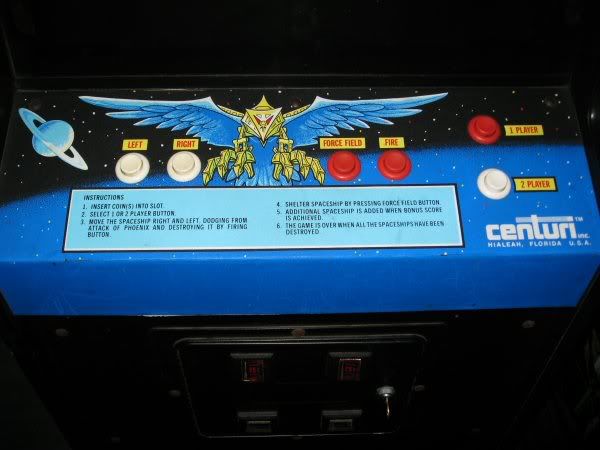 LEFT
RIGHT
FORCE FIELD
FIRE
1 PLAYER
2 PLAYER
INSTRUCTIONS
1. INSERT COIN(S) INTO SLOT.
2. SELECT 1 OR 2 PLAYER BUTTON.
3. MOVE THE SPACESHIP RIGHT AND LEFT. DODGING FROM
ATTACK OF PHOENIX AND DESTROYING IT BY FIRING
BUTTON.
4. SHELTER SPACESHIP BY PRESSING FORCE FIELD BUTTON.
5. ADDITIONAL SPACESHIP IS ADDED WHEN BONUS SCORE
IS ACHIEVED.
6. THE GAME IS OVER WHEN ALL THE SPACESHIPS HAVE BEEN
DESTROYED
centuri inc. TM
HIALEAH, FLORIDA U.S.A.